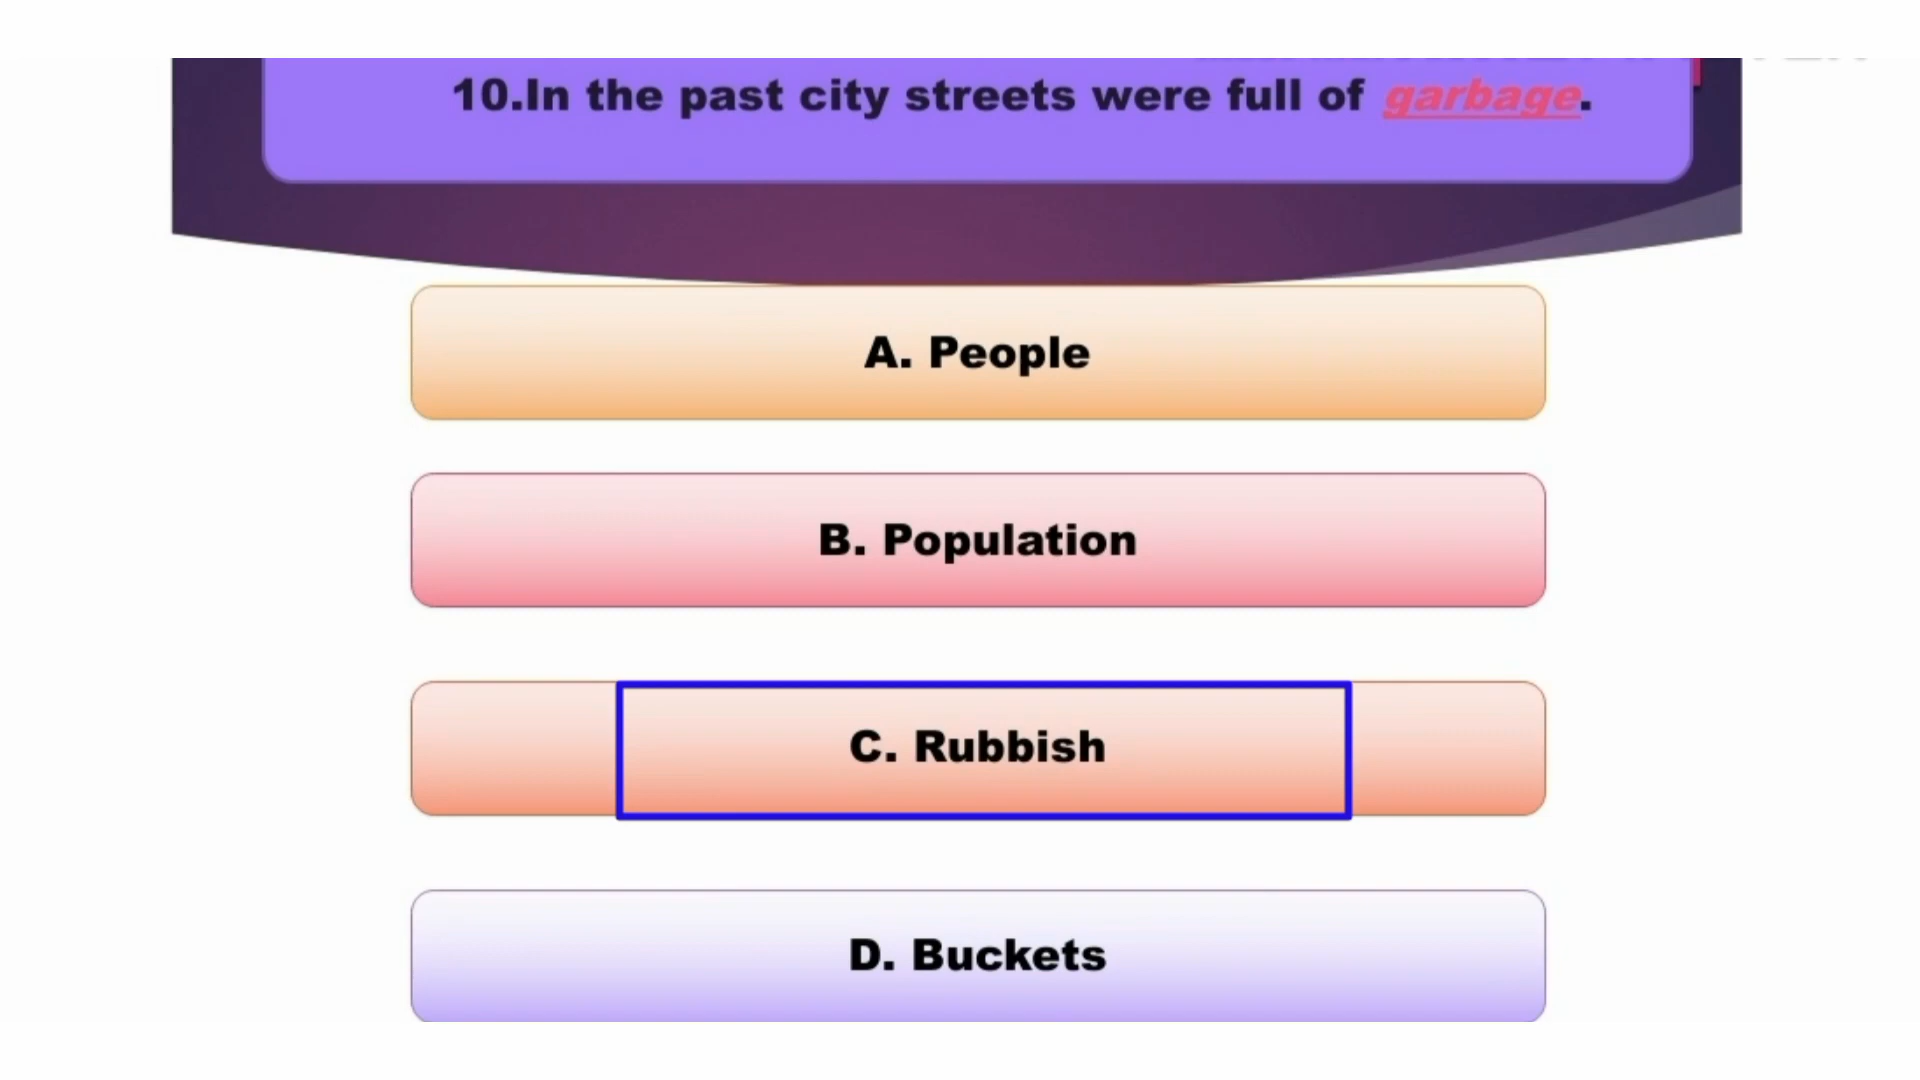 10.In the past city streets were full of garbage.
A. People
B. Population
C. Rubbish
D. Buckets